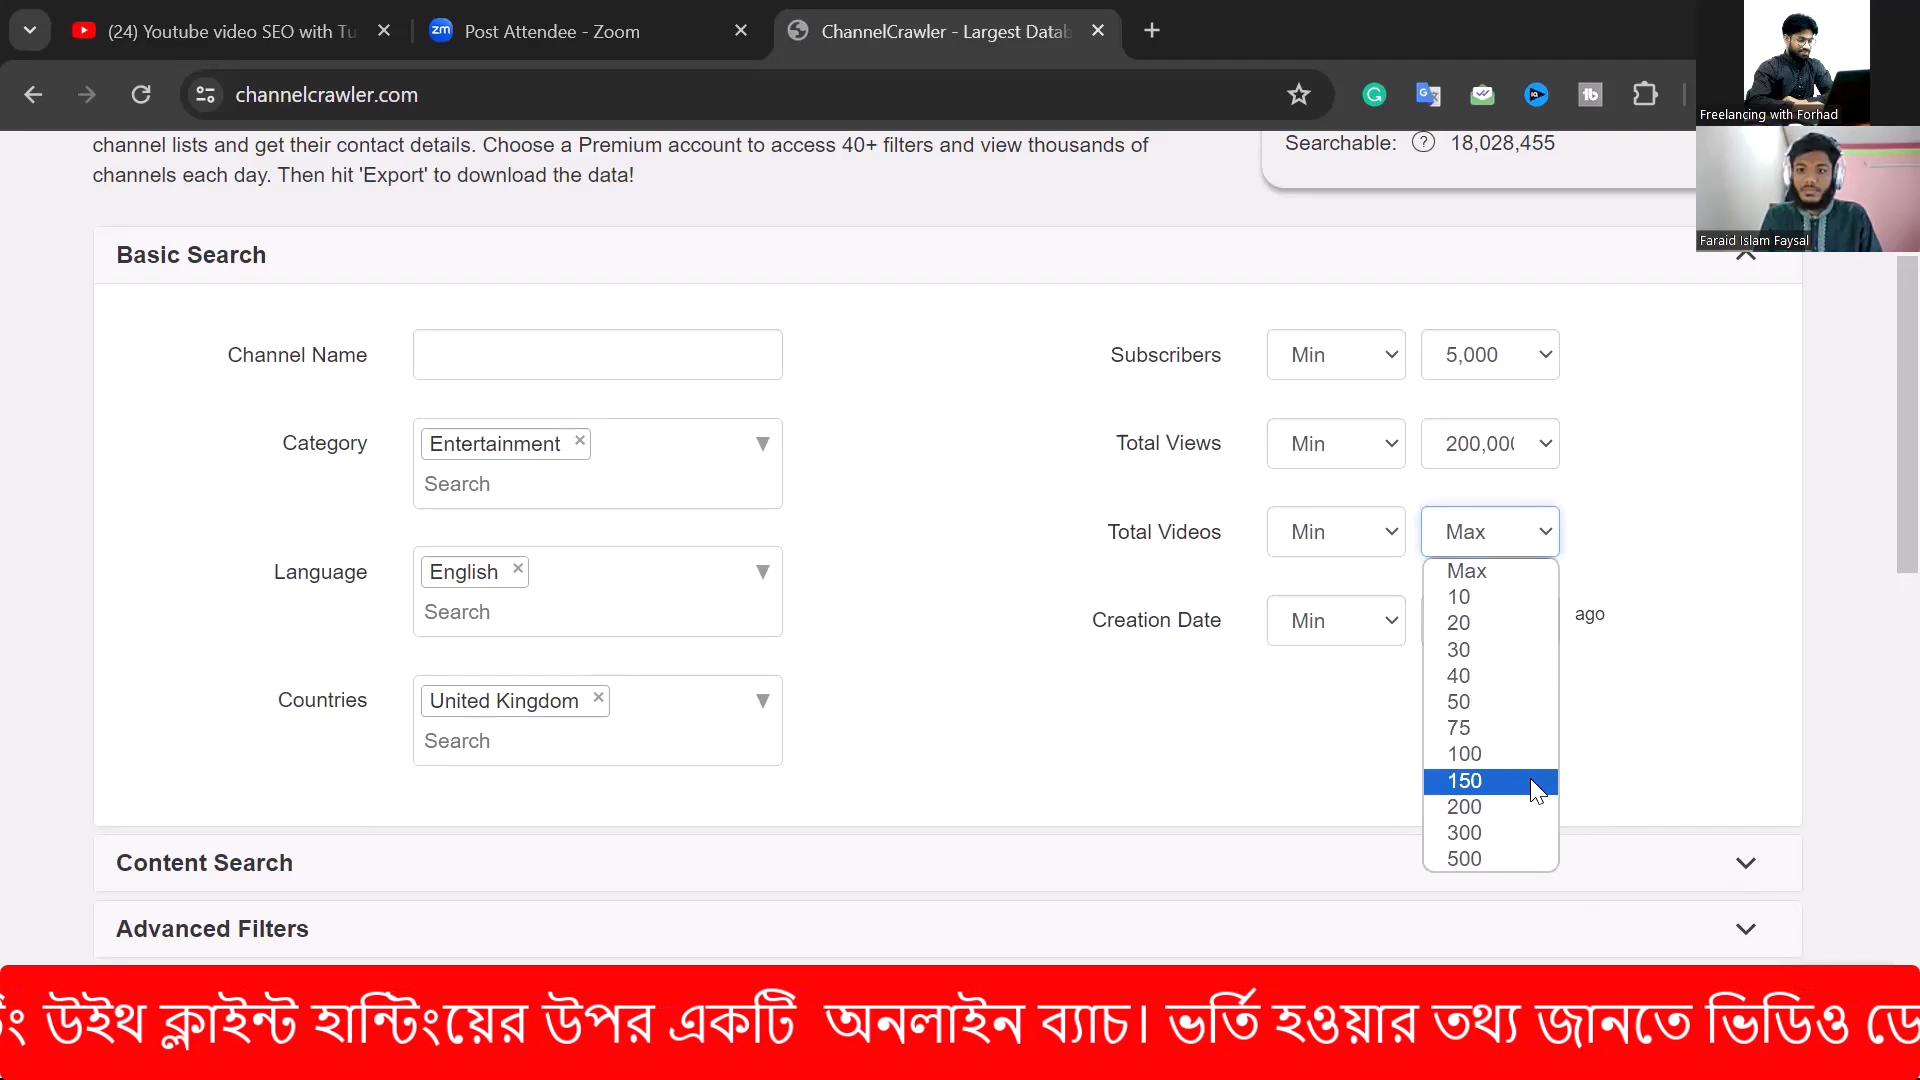 (24) Youtube video SEO with Tu
zm Post Attendee - Zoom
ChannelCrawler - Largest Datab
channelcrawler.com
Freelancing with Forhad
Faraid Islam Faysal
channel lists and get their contact details. Choose a Premium account to access 40+ filters and view thousands of
channels each day. Then hit 'Export' to download the data!
Searchable: ? 18,028,455
Basic Search
Channel Name
Category
Entertainment ×
Search
Language
English ×
Search
Countries
United Kingdom ×
Search
Subscribers Min 5,000
Total Views Min 200,000
Total Videos Min Max
Max
10
20
30
40
50
75
100
150
200
300
500
Creation Date Min ago
Content Search
Advanced Filters
উইথ ক্লাইন্ট হান্টিংয়ের উপর একটি অনলাইন ব্যাচ। ভর্তি হওয়ার তথ্য জানতে ভিডিও ডে